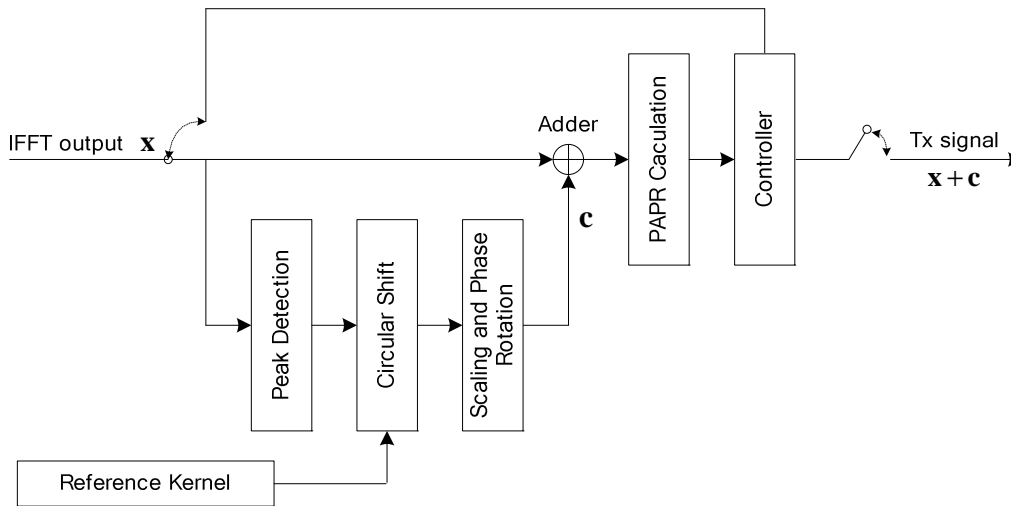 IFFT output x
Adder
c
PAPR Caculation
Controller
Tx signal
x + c
Peak Detection
Circular Shift
Scaling and Phase
Rotation
Reference Kernel